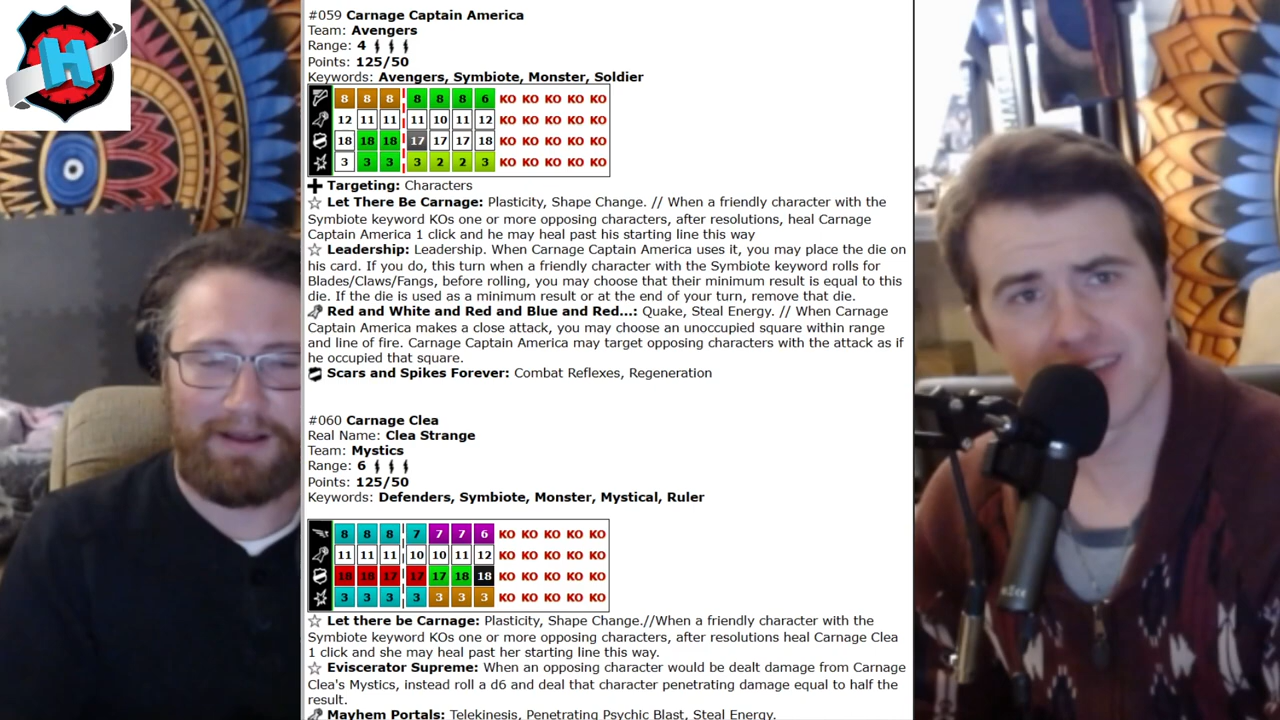 H
#059 Carnage Captain America
Team: Avengers
Range: 4
Points: 125/50
Keywords: Avengers, Symbiote, Monster, Soldier
8 8 8 8 8 8 6 KO KO KO KO KO
12 11 11 11 10 11 12 KO KO KO KO KO
18 18 18 17 17 17 18 KO KO KO KO KO
3 3 3 3 2 2 3 KO KO KO KO KO
Targeting: Characters
Let There Be Carnage: Plasticity, Shape Change. // When a friendly character with the
Symbiote keyword KOs one or more opposing characters, after resolutions, heal Carnage
Captain America 1 click and he may heal past his starting line this way
Leadership: Leadership. When Carnage Captain America uses it, you may place the die on
his card. If you do, this turn when a friendly character with the Symbiote keyword rolls for
Blades/Claws/Fangs, before rolling, you may choose that their minimum result is equal to this
die. If the die is used as a minimum result or at the end of your turn, remove that die.
Red and White and Red and Blue and Red...: Quake, Steal Energy. // When Carnage
Captain America makes a close attack, you may choose an unoccupied square within range
and line of fire. Carnage Captain America may target opposing characters with the attack as if
he occupied that square.
Scars and Spikes Forever: Combat Reflexes, Regeneration
#060 Carnage Clea
Real Name: Clea Strange
Team: Mystics
Range: 6
Points: 125/50
Keywords: Defenders, Symbiote, Monster, Mystical, Ruler
8 8 8 7 7 7 6 KO KO KO KO KO
11 11 11 10 10 11 12 KO KO KO KO KO
18 18 17 17 17 18 18 KO KO KO KO KO
3 3 3 3 3 3 3 KO KO KO KO KO
Let there be Carnage: Plasticity, Shape Change.//When a friendly character with the
Symbiote keyword KOs one or more opposing characters, after resolutions heal Carnage Clea
1 click and she may heal past her starting line this way.
Eviscerator Supreme: When an opposing character would be dealt damage from Carnage
Clea's Mystics, instead roll a d6 and deal that character penetrating damage equal to half the
result.
Mayhem Portals: Telekinesis, Penetrating Psychic Blast, Steal Energy.